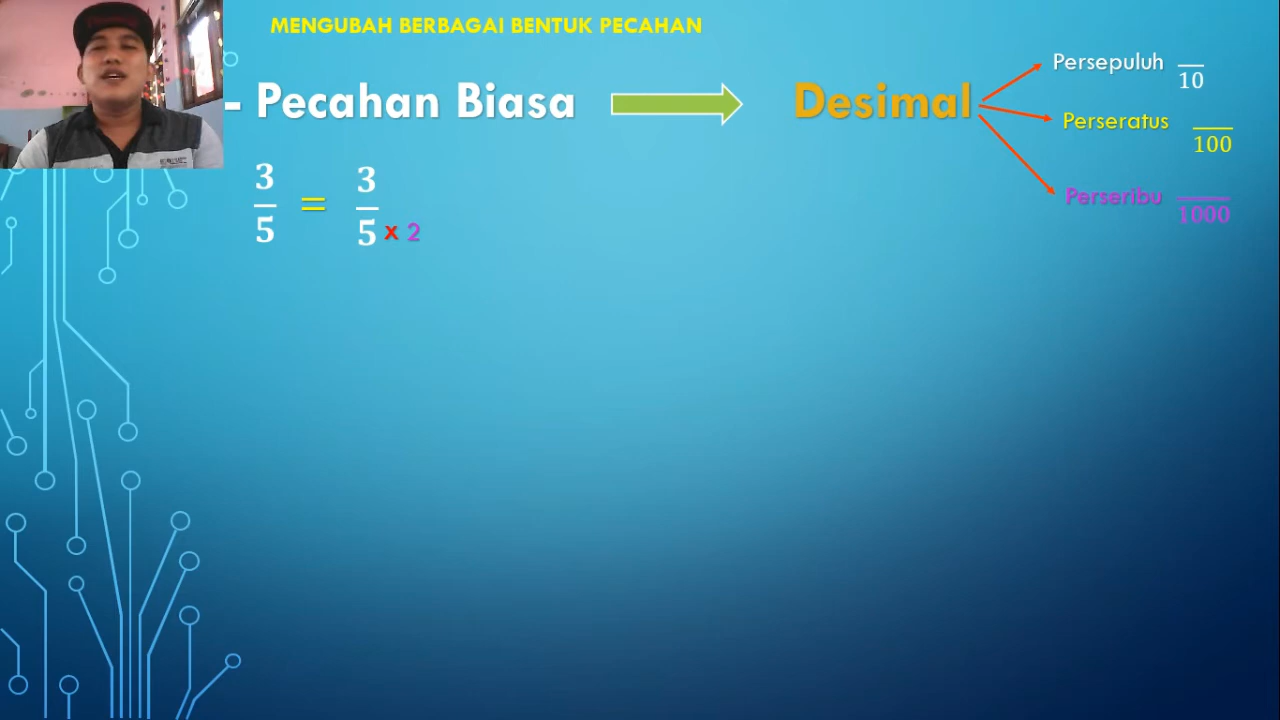 MENGUBAH BERBAGAI BENTUK PECAHAN
- Pecahan Biasa
Desimal
Persepuluh 10
Perseratus 100
Perseribu 1000
3/5 = 3/5 x 2